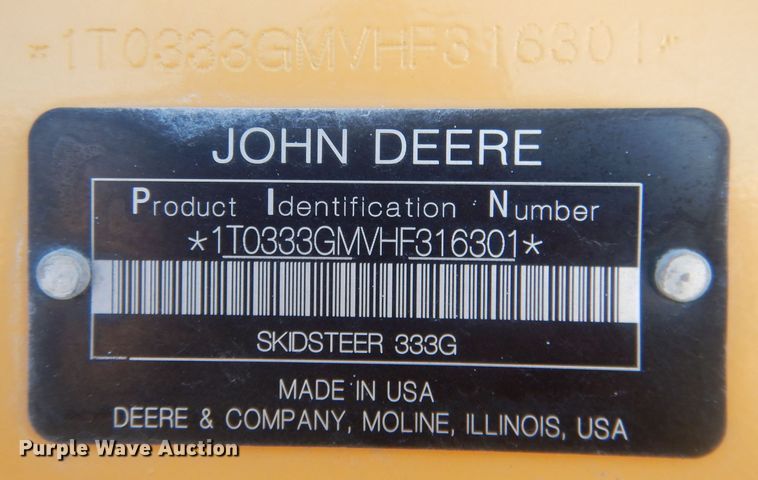 *1T0333GMVHF316301*
JOHN DEERE
Product Identification Number
*1T0333GMVHF316301*
SKIDSTEER 333G
MADE IN USA
DEERE & COMPANY, MOLINE, ILLINOIS, USA
Purple Wave Auction